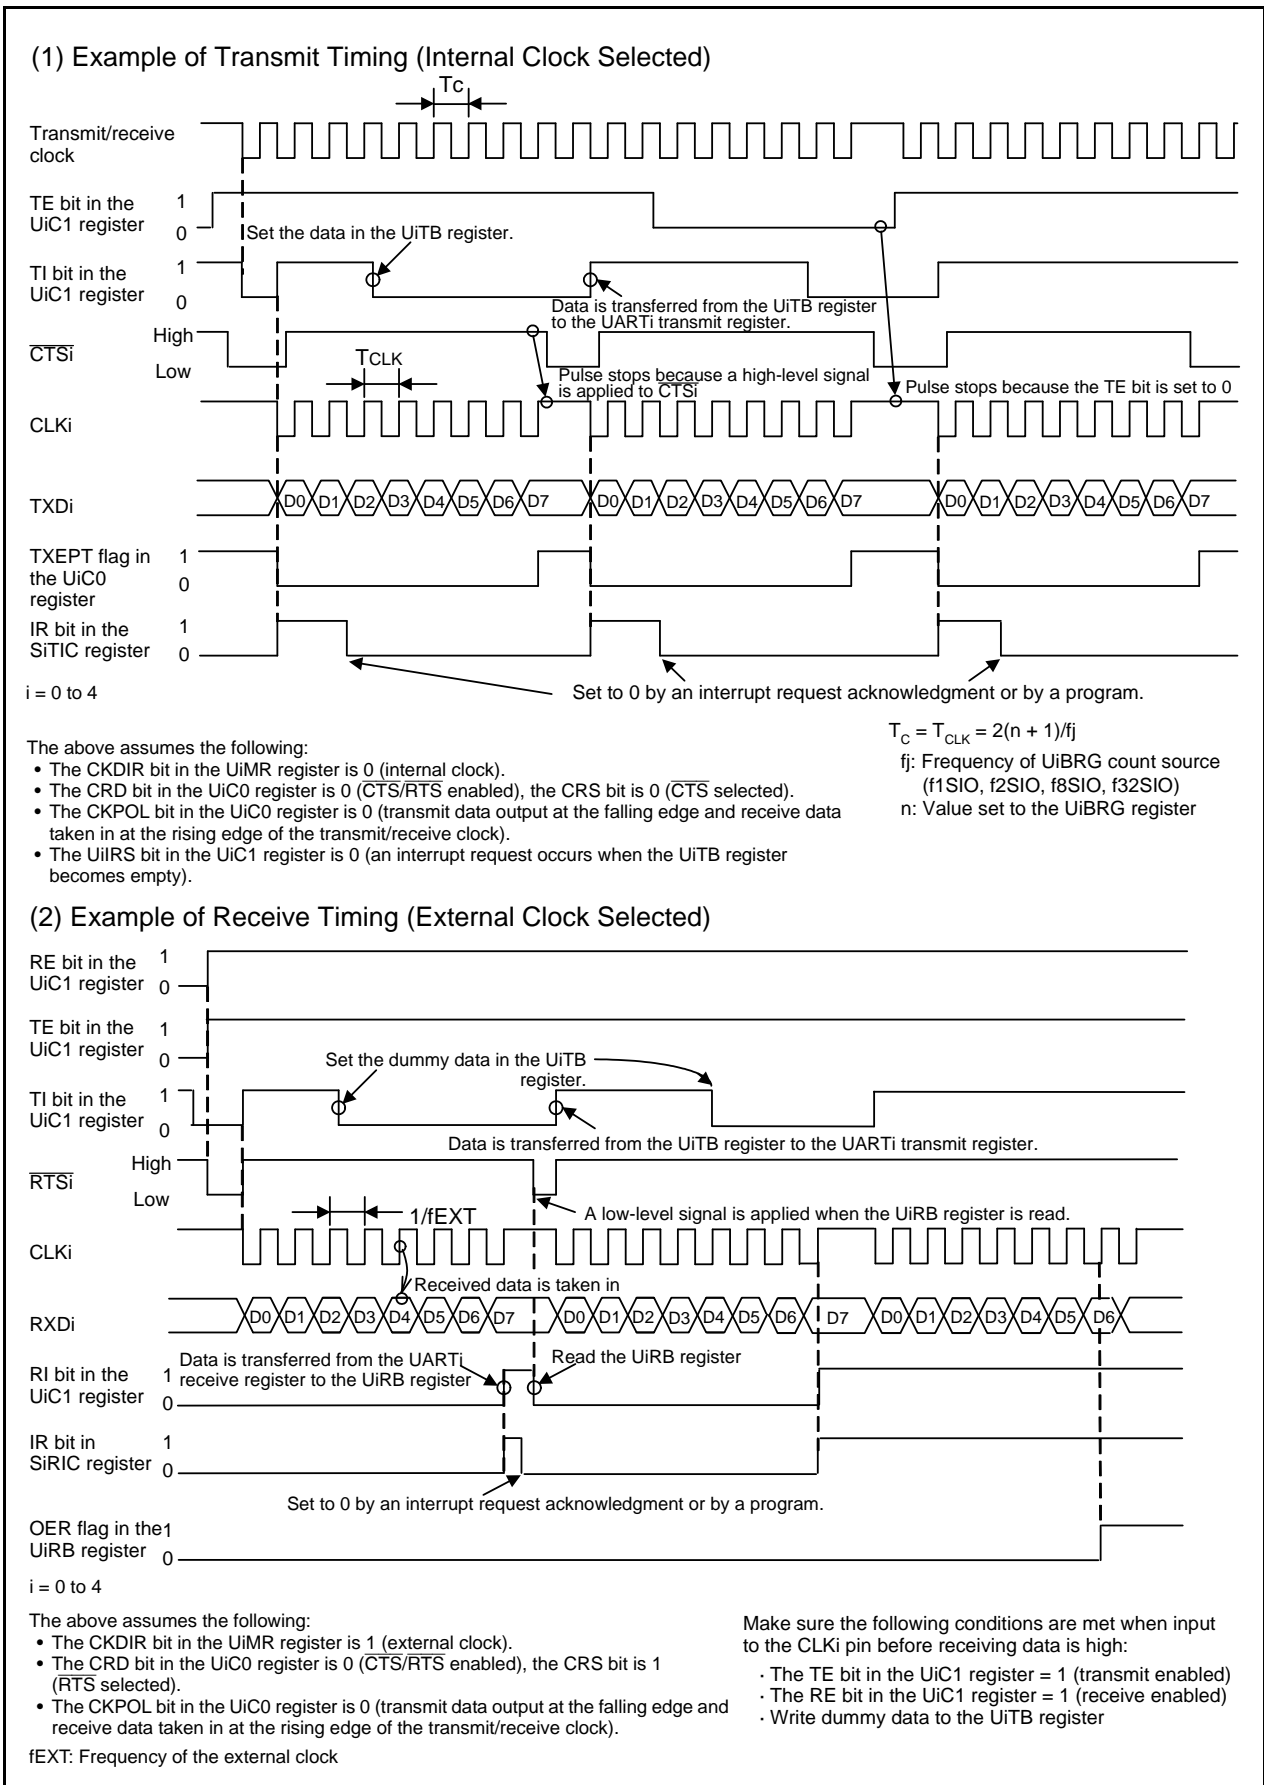 (1) Example of Transmit Timing (Internal Clock Selected)
Tc
Transmit/receive
clock
TE bit in the
UiC1 register
1
0
Set the data in the UiTB register.
TI bit in the
UiC1 register
1
0
Data is transferred from the UiTB register
to the UARTi transmit register.
CTSi
High
Low
TCLK
Pulse stops because a high-level signal
is applied to CTSi
Pulse stops because the TE bit is set to 0
CLKi
TXDi
D0 D1 D2 D3 D4 D5 D6 D7 D0 D1 D2 D3 D4 D5 D6 D7 D0 D1 D2 D3 D4 D5 D6 D7
TXEPT flag in
the UiC0
register
1
0
IR bit in the
SiTIC register
1
0
i = 0 to 4
Set to 0 by an interrupt request acknowledgment or by a program.
TC = TCLK = 2(n + 1)/fj
fj: Frequency of UiBRG count source
(f1SIO, f2SIO, f8SIO, f32SIO)
n: Value set to the UiBRG register
The above assumes the following:
• The CKDIR bit in the UiMR register is 0 (internal clock).
• The CRD bit in the UiC0 register is 0 (CTS/RTS enabled), the CRS bit is 0 (CTS selected).
• The CKPOL bit in the UiC0 register is 0 (transmit data output at the falling edge and receive data
taken in at the rising edge of the transmit/receive clock).
• The UiIRS bit in the UiC1 register is 0 (an interrupt request occurs when the UiTB register
becomes empty).
(2) Example of Receive Timing (External Clock Selected)
RE bit in the
UiC1 register
1
0
TE bit in the
UiC1 register
1
0
Set the dummy data in the UiTB
register.
TI bit in the
UiC1 register
1
0
Data is transferred from the UiTB register to the UARTi transmit register.
RTSi
High
Low
1/fEXT
A low-level signal is applied when the UiRB register is read.
CLKi
Received data is taken in
RXDi
D0 D1 D2 D3 D4 D5 D6 D7 D0 D1 D2 D3 D4 D5 D6 D7 D0 D1 D2 D3 D4 D5 D6
Data is transferred from the UARTi
receive register to the UiRB register
Read the UiRB register
RI bit in the
UiC1 register
1
0
IR bit in
SiRIC register
1
0
Set to 0 by an interrupt request acknowledgment or by a program.
OER flag in the
UiRB register
1
0
i = 0 to 4
The above assumes the following:
• The CKDIR bit in the UiMR register is 1 (external clock).
• The CRD bit in the UiC0 register is 0 (CTS/RTS enabled), the CRS bit is 1
(RTS selected).
• The CKPOL bit in the UiC0 register is 0 (transmit data output at the falling edge and
receive data taken in at the rising edge of the transmit/receive clock).
fEXT: Frequency of the external clock
Make sure the following conditions are met when input
to the CLKi pin before receiving data is high:
· The TE bit in the UiC1 register = 1 (transmit enabled)
· The RE bit in the UiC1 register = 1 (receive enabled)
· Write dummy data to the UiTB register